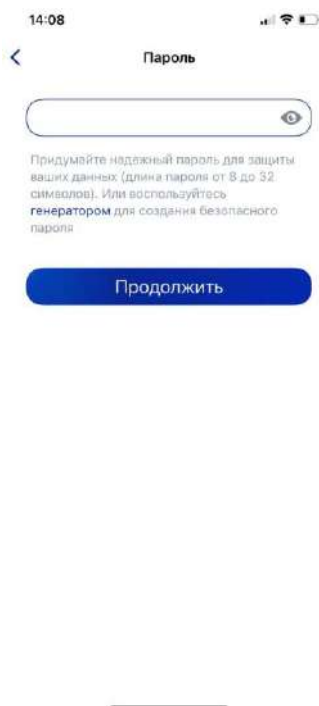 14:08
Пароль
Придумайте надежный пароль для защиты
ваших данных (длина пароля от 8 до 32
символов). Или воспользуйтесь
генератором для создания безопасного
пароля
Продолжить